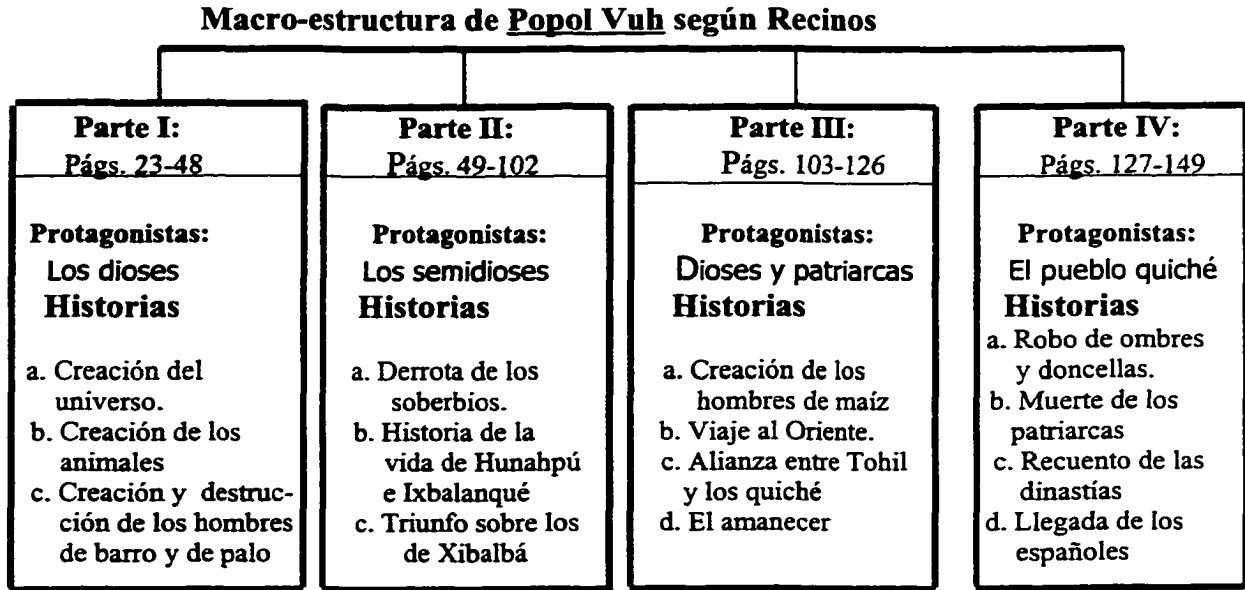 Macro-estructura de Popol Vuh según Recinos
Parte I:
Págs. 23-48
Protagonistas:
Los dioses
Historias
a. Creación del
universo.
b. Creación de los
animales
c. Creación y destruc-
ción de los hombres
de barro y de palo
Parte II:
Págs. 49-102
Protagonistas:
Los semidioses
Historias
a. Derrota de los
soberbios.
b. Historia de la
vida de Hunahpú
e Ixbalanqué
c. Triunfo sobre los
de Xibalbá
Parte III:
Págs. 103-126
Protagonistas:
Dioses y patriarcas
Historias
a. Creación de los
hombres de maíz
b. Viaje al Oriente.
c. Alianza entre Tohil
y los quiché
d. El amanecer
Parte IV:
Págs. 127-149
Protagonistas:
El pueblo quiché
Historias
a. Robo de ombres
y doncellas.
b. Muerte de los
patriarcas
c. Recuento de las
dinastías
d. Llegada de los
españoles